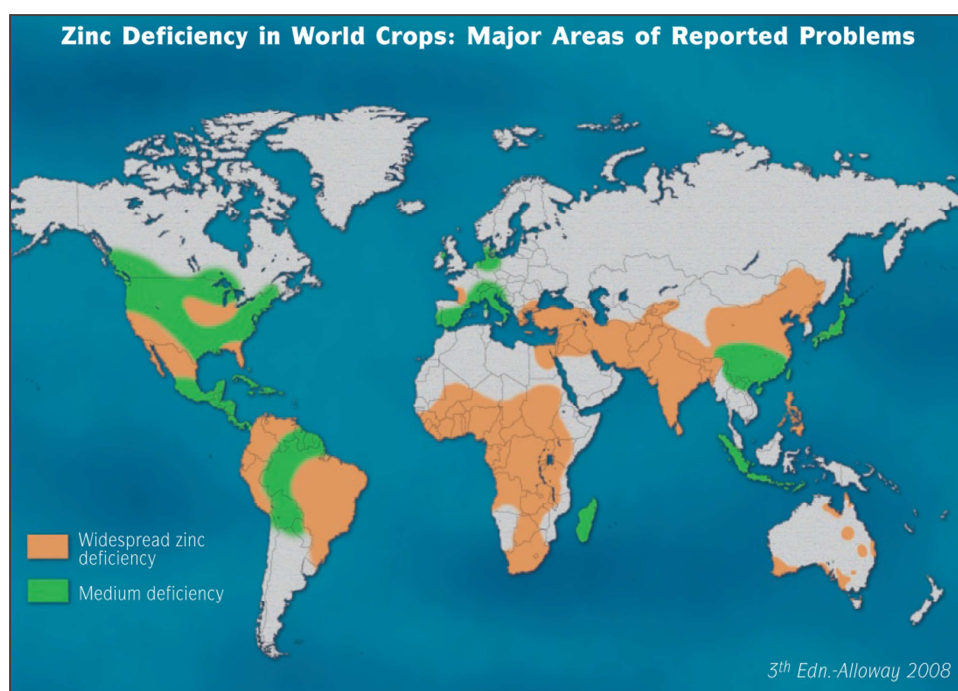 Zinc Deficiency in World Crops: Major Areas of Reported Problems
Widespread zinc
deficiency
Medium deficiency
3th Edn.-Alloway 2008